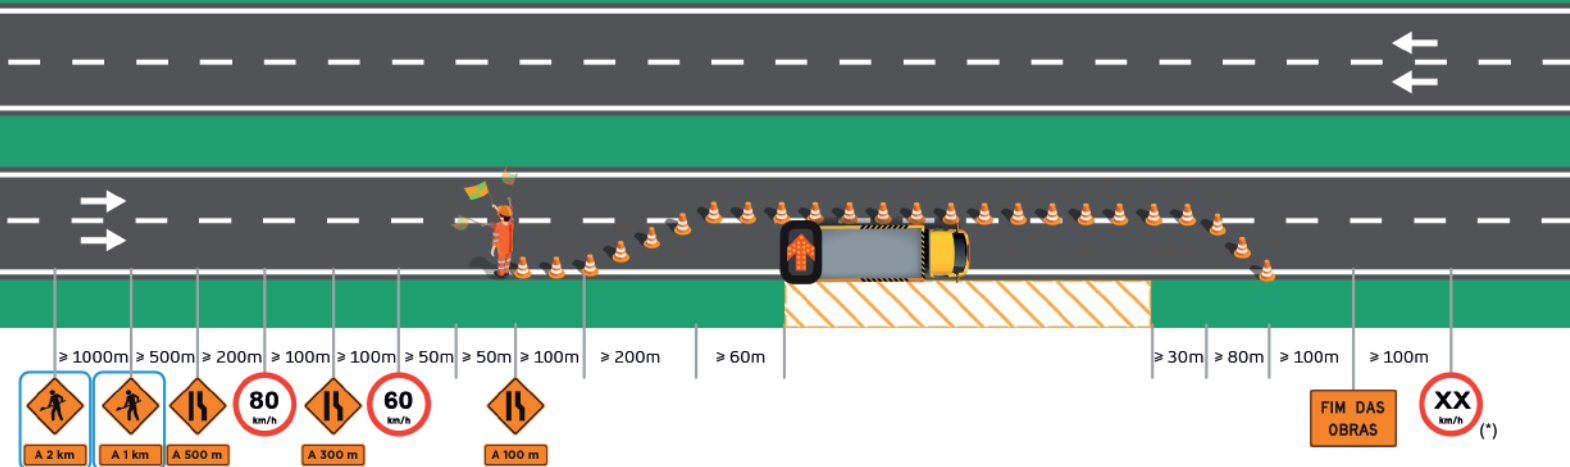 ⩾ 1000m ⩾ 500m ⩾ 200m ⩾ 100m ⩾ 100m ⩾ 50m ⩾ 50m ⩾ 100m ⩾ 200m ⩾ 60m ⩾ 30m ⩾ 80m ⩾ 100m ⩾ 100m
80
km/h
60
km/h
A 2 km
A 1 km
A 500 m
A 300 m
A 100 m
FIM DAS
OBRAS
XX
km/h
(*)